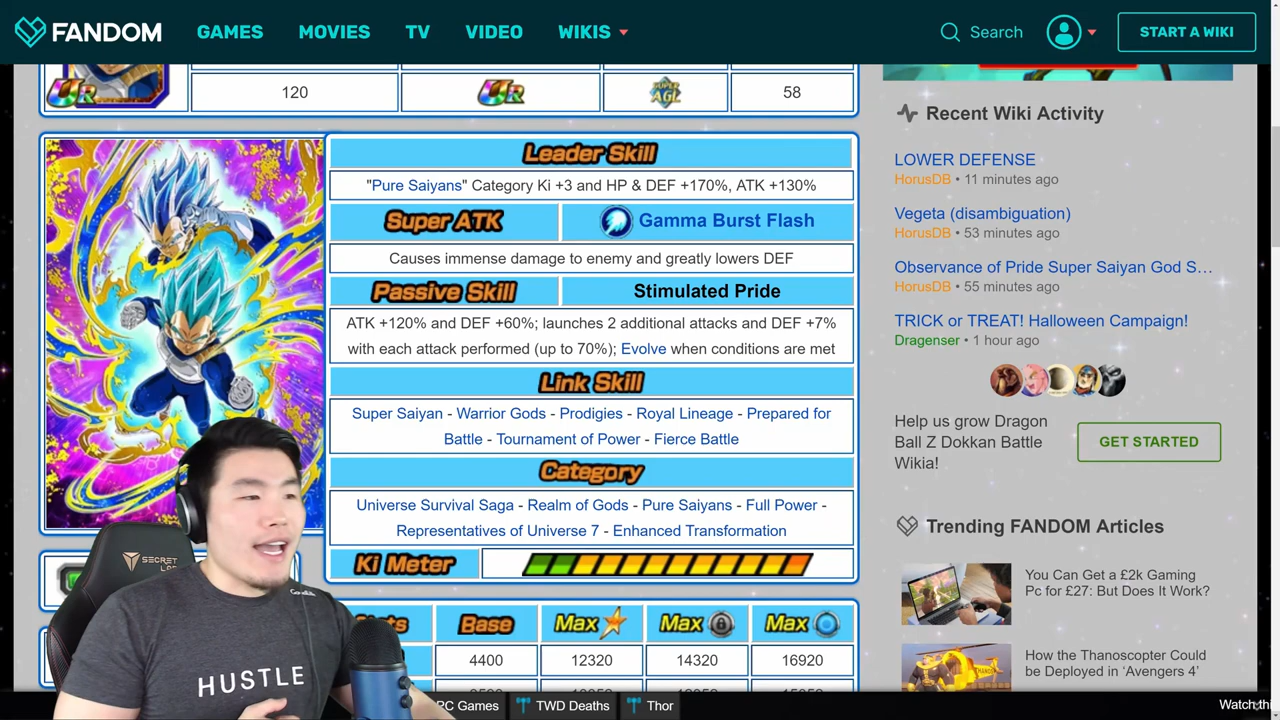 FANDOM
GAMES
MOVIES
TV
VIDEO
WIKIS
Search
START A WIKI
UR
120
UR
SUPER AGL
58
Leader Skill
"Pure Saiyans" Category Ki +3 and HP & DEF +170%, ATK +130%
Super ATK
Gamma Burst Flash
Causes immense damage to enemy and greatly lowers DEF
Passive Skill
Stimulated Pride
ATK +120% and DEF +60%; launches 2 additional attacks and DEF +7%
with each attack performed (up to 70%); Evolve when conditions are met
Link Skill
Super Saiyan - Warrior Gods - Prodigies - Royal Lineage - Prepared for
Battle - Tournament of Power - Fierce Battle
Category
Universe Survival Saga - Realm of Gods - Pure Saiyans - Full Power -
Representatives of Universe 7 - Enhanced Transformation
Ki Meter
Base
Max
Max
Max
4400
12320
14320
16920
Recent Wiki Activity
LOWER DEFENSE
HorusDB • 11 minutes ago
Vegeta (disambiguation)
HorusDB • 53 minutes ago
Observance of Pride Super Saiyan God S…
HorusDB • 55 minutes ago
TRICK or TREAT! Halloween Campaign!
Dragenser • 1 hour ago
Help us grow Dragon
Ball Z Dokkan Battle
Wikia!
GET STARTED
Trending FANDOM Articles
You Can Get a £2k Gaming
Pc for £27: But Does It Work?
How the Thanoscopter Could
be Deployed in ‘Avengers 4’
SECRET
HUSTLE
PC Games
TWD Deaths
Thor